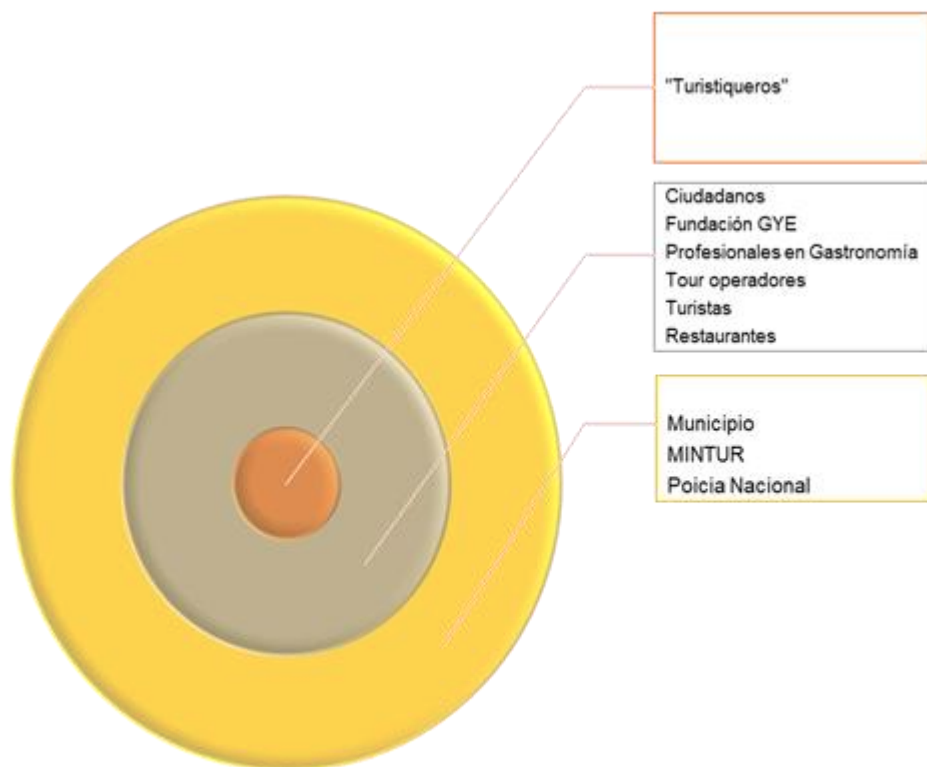 "Turistiqueros"
Ciudadanos
Fundación GYE
Profesionales en Gastronomía
Tour operadores
Turistas
Restaurantes
Municipio
MINTUR
Poicia Nacional